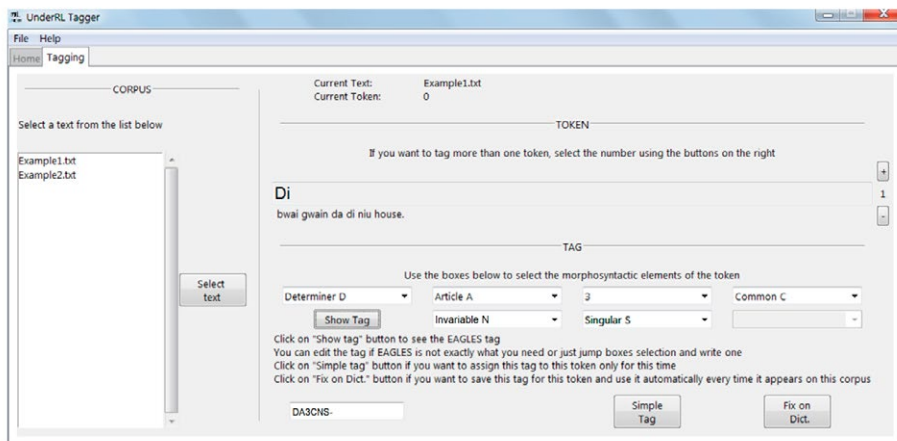 UnderRL Tagger
File Help
Home Tagging
CORPUS
Select a text from the list below
Example1.txt
Example2.txt
Select
text
Current Text: Example1.txt
Current Token: 0
TOKEN
If you want to tag more than one token, select the number using the buttons on the right
+
Di
1
bwai gwain da di niu house.
-
TAG
Use the boxes below to select the morphosyntactic elements of the token
Determiner D Article A 3 Common C
Show Tag Invariable N Singular S
Click on "Show tag" button to see the EAGLES tag
You can edit the tag if EAGLES is not exactly what you need or just jump boxes selection and write one
Click on "Simple tag" button if you want to assign this tag to this token only for this time
Click on "Fix on Dict." button if you want to save this tag for this token and use it automatically every time it appears on this corpus
DA3CNS-
Simple
Tag
Fix on
Dict.